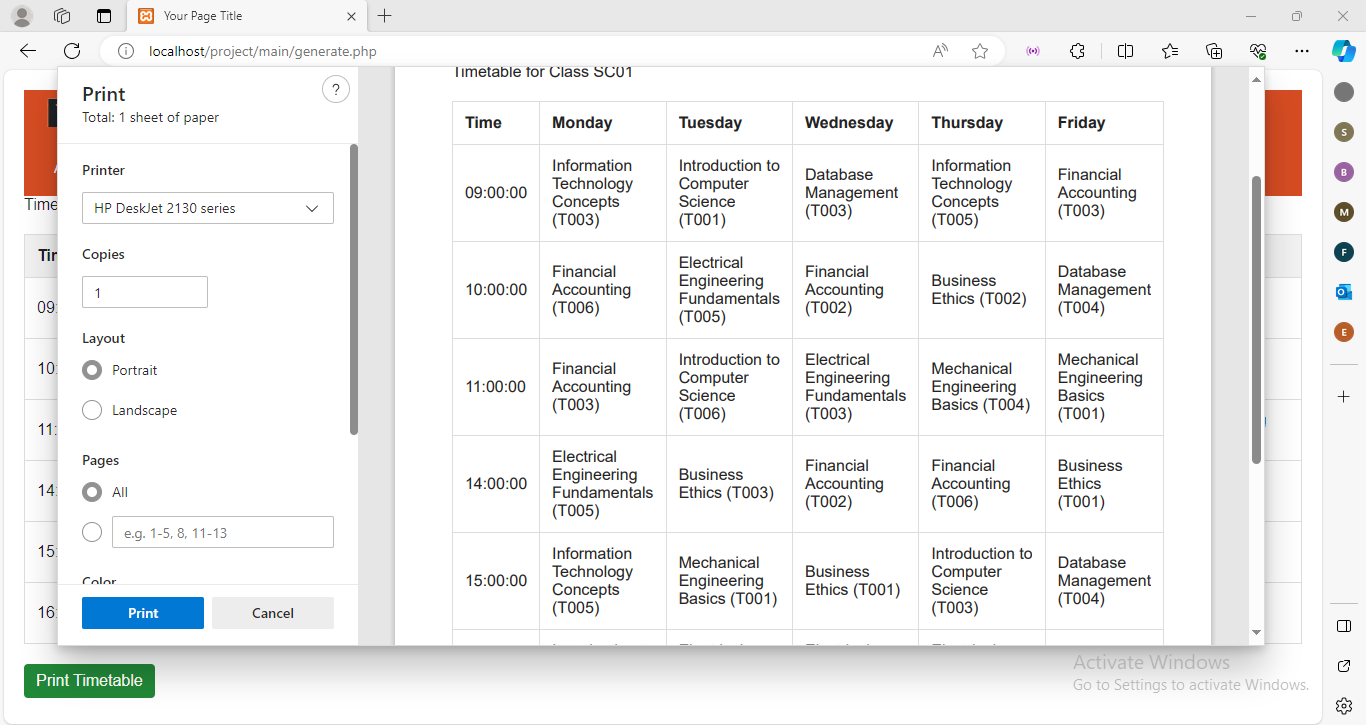 Your Page Title
localhost/project/main/generate.php
Print
?
Total: 1 sheet of paper
Printer
HP DeskJet 2130 series
Copies
1
Layout
Portrait
Landscape
Pages
All
e.g. 1-5, 8, 11-13
Color
Print
Cancel
Time
Tim
09:
10:
11:
14:
15:
16:
Print Timetable
Timetable for Class SC01
Time Monday Tuesday Wednesday Thursday Friday
09:00:00
Information
Technology
Concepts
(T003)
Introduction to
Computer
Science
(T001)
Database
Management
(T003)
Information
Technology
Concepts
(T005)
Financial
Accounting
(T003)
10:00:00
Financial
Accounting
(T006)
Electrical
Engineering
Fundamentals
(T005)
Financial
Accounting
(T002)
Business
Ethics (T002)
Database
Management
(T004)
11:00:00
Financial
Accounting
(T003)
Introduction to
Computer
Science
(T006)
Electrical
Engineering
Fundamentals
(T003)
Mechanical
Engineering
Basics (T004)
Mechanical
Engineering
Basics
(T001)
14:00:00
Electrical
Engineering
Fundamentals
(T005)
Business
Ethics (T003)
Financial
Accounting
(T002)
Financial
Accounting
(T006)
Business
Ethics
(T001)
15:00:00
Information
Technology
Concepts
(T005)
Mechanical
Engineering
Basics (T001)
Business
Ethics (T001)
Introduction to
Computer
Science
(T003)
Database
Management
(T004)
S
B
M
F
E
Activate Windows
Go to Settings to activate Windows.